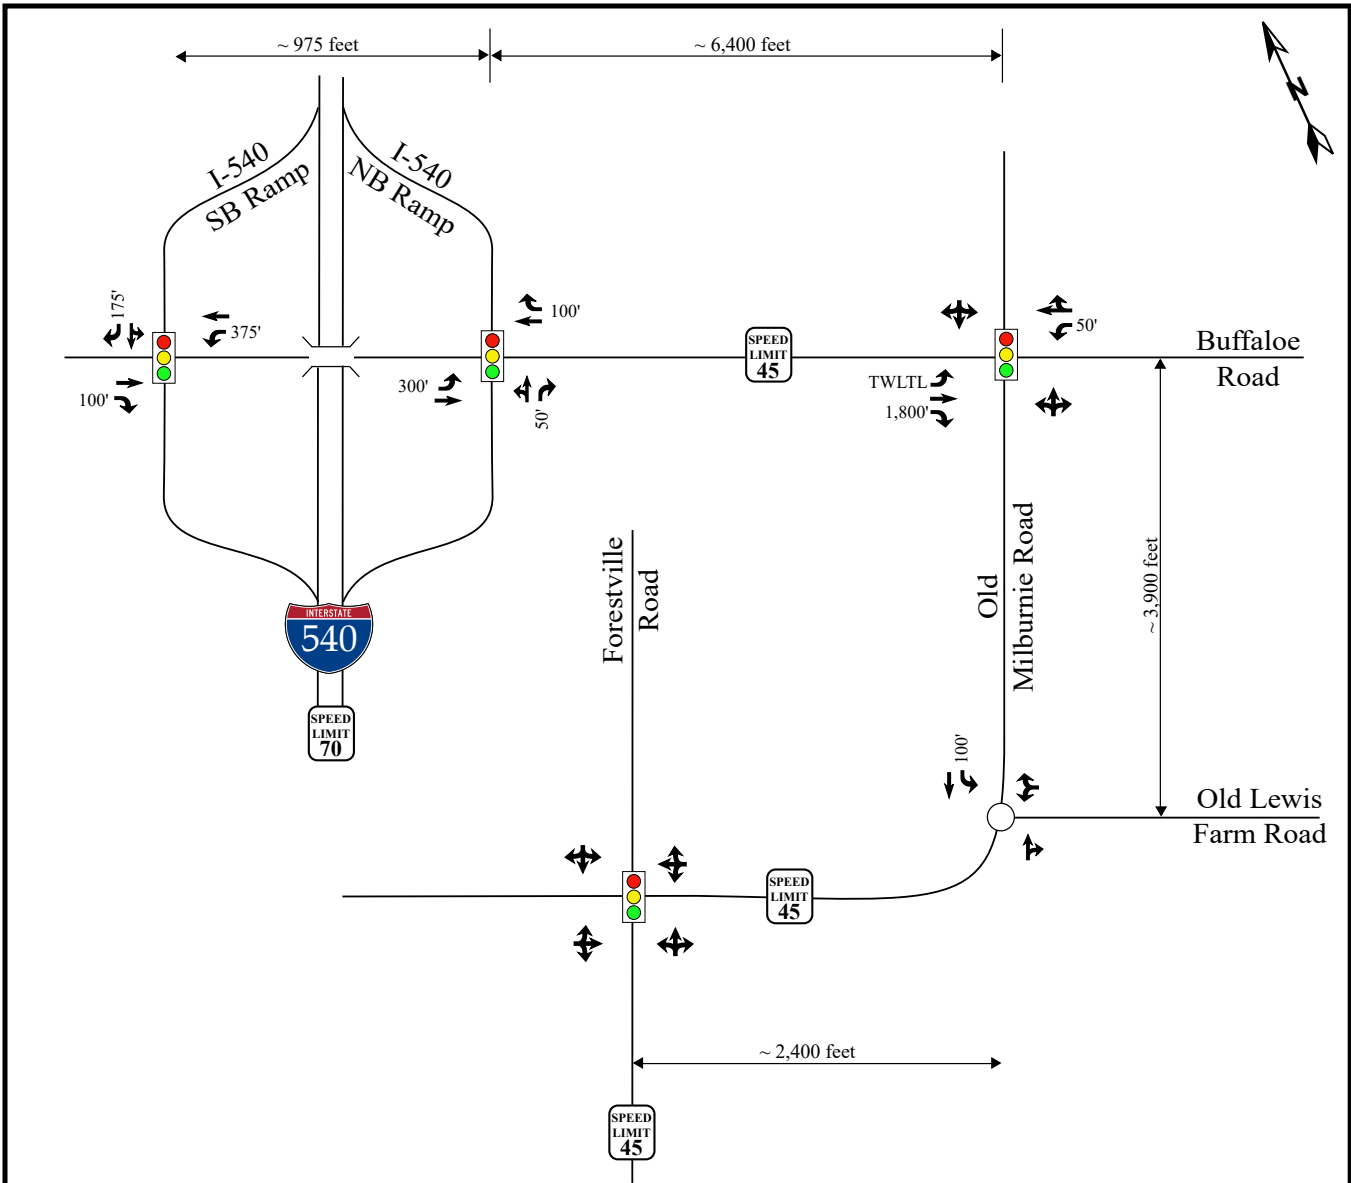 ~ 975 feet
~ 6,400 feet
N
I-540
SB Ramp
I-540
NB Ramp
175'
375'
100'
100'
300'
50'
SPEED
LIMIT
45
50'
TWLTL
1,800'
Buffaloe
Road
INTERSTATE
540
SPEED
LIMIT
70
Forestville
Road
Old
Milburnie Road
~ 3,900 feet
100'
Old Lewis
Farm Road
SPEED
LIMIT
45
~ 2,400 feet
SPEED
LIMIT
45